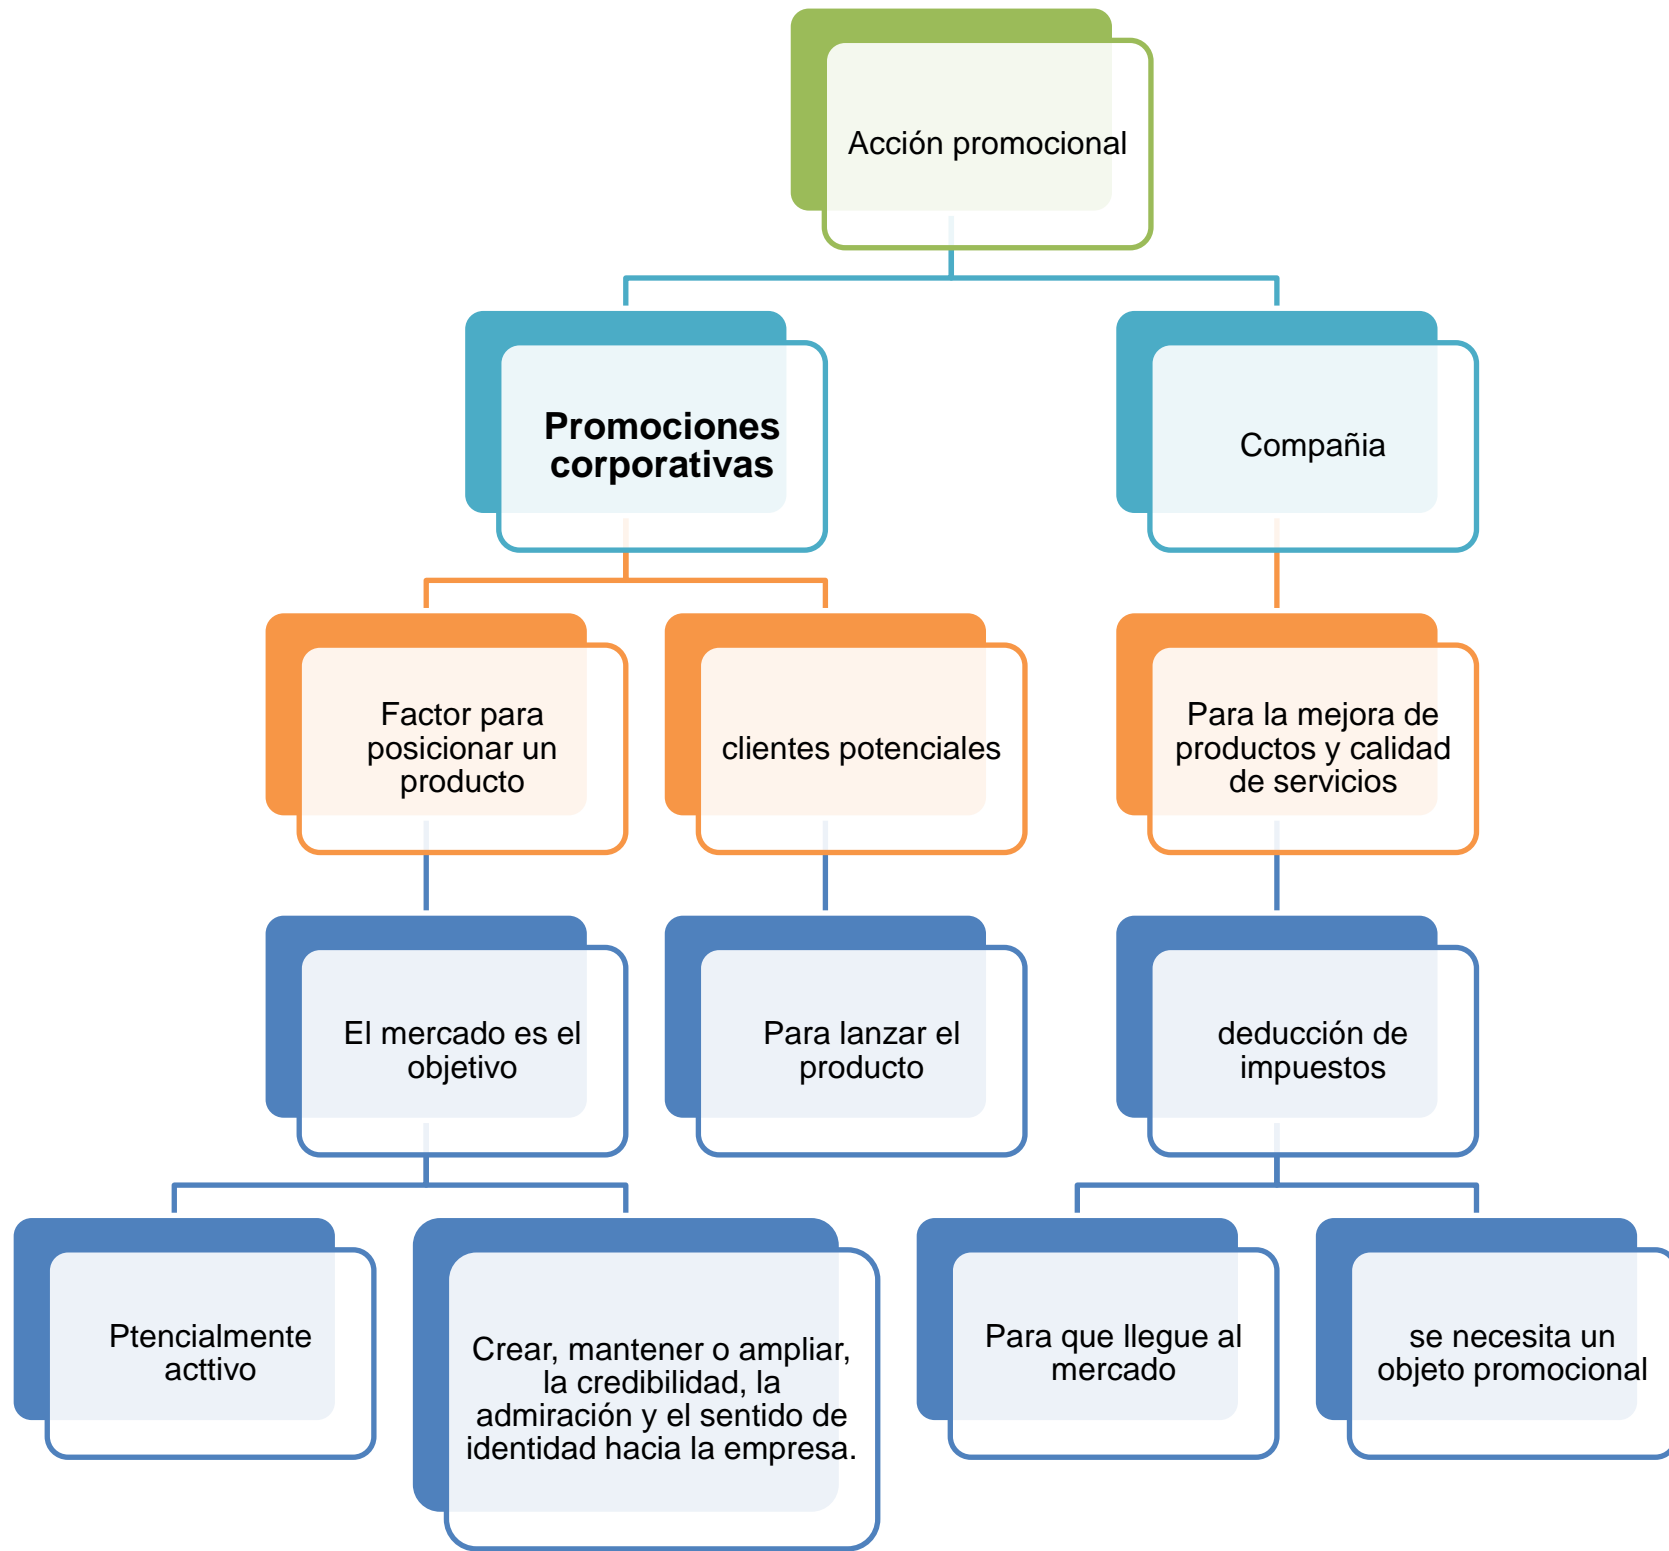 Acción promocional
Promociones
corporativas
Compañia
Factor para
posicionar un
producto
clientes potenciales
Para la mejora de
productos y calidad
de servicios
El mercado es el
objetivo
Para lanzar el
producto
deducción de
impuestos
Ptencialmente
acttivo
Crear, mantener o ampliar,
la credibilidad, la
admiración y el sentido de
identidad hacia la empresa.
Para que llegue al
mercado
se necesita un
objeto promocional